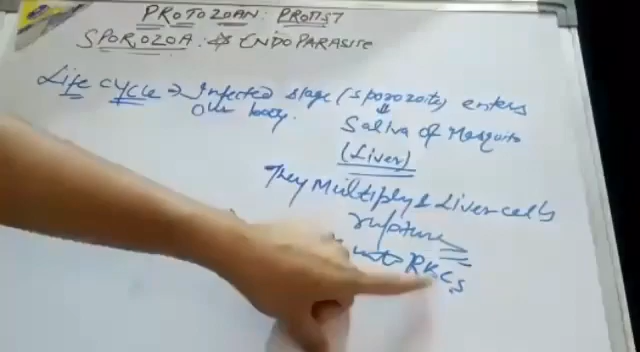 PROTOZOAN: PROTIST
SPOROZOA: ⇒ ENDOPARASITE
Life cycle → Infected stage (sporozoite) enters
Our body.
Saliva of Mosquito
(Liver)
They Multiply & Liver cells
rupture
into RBCs